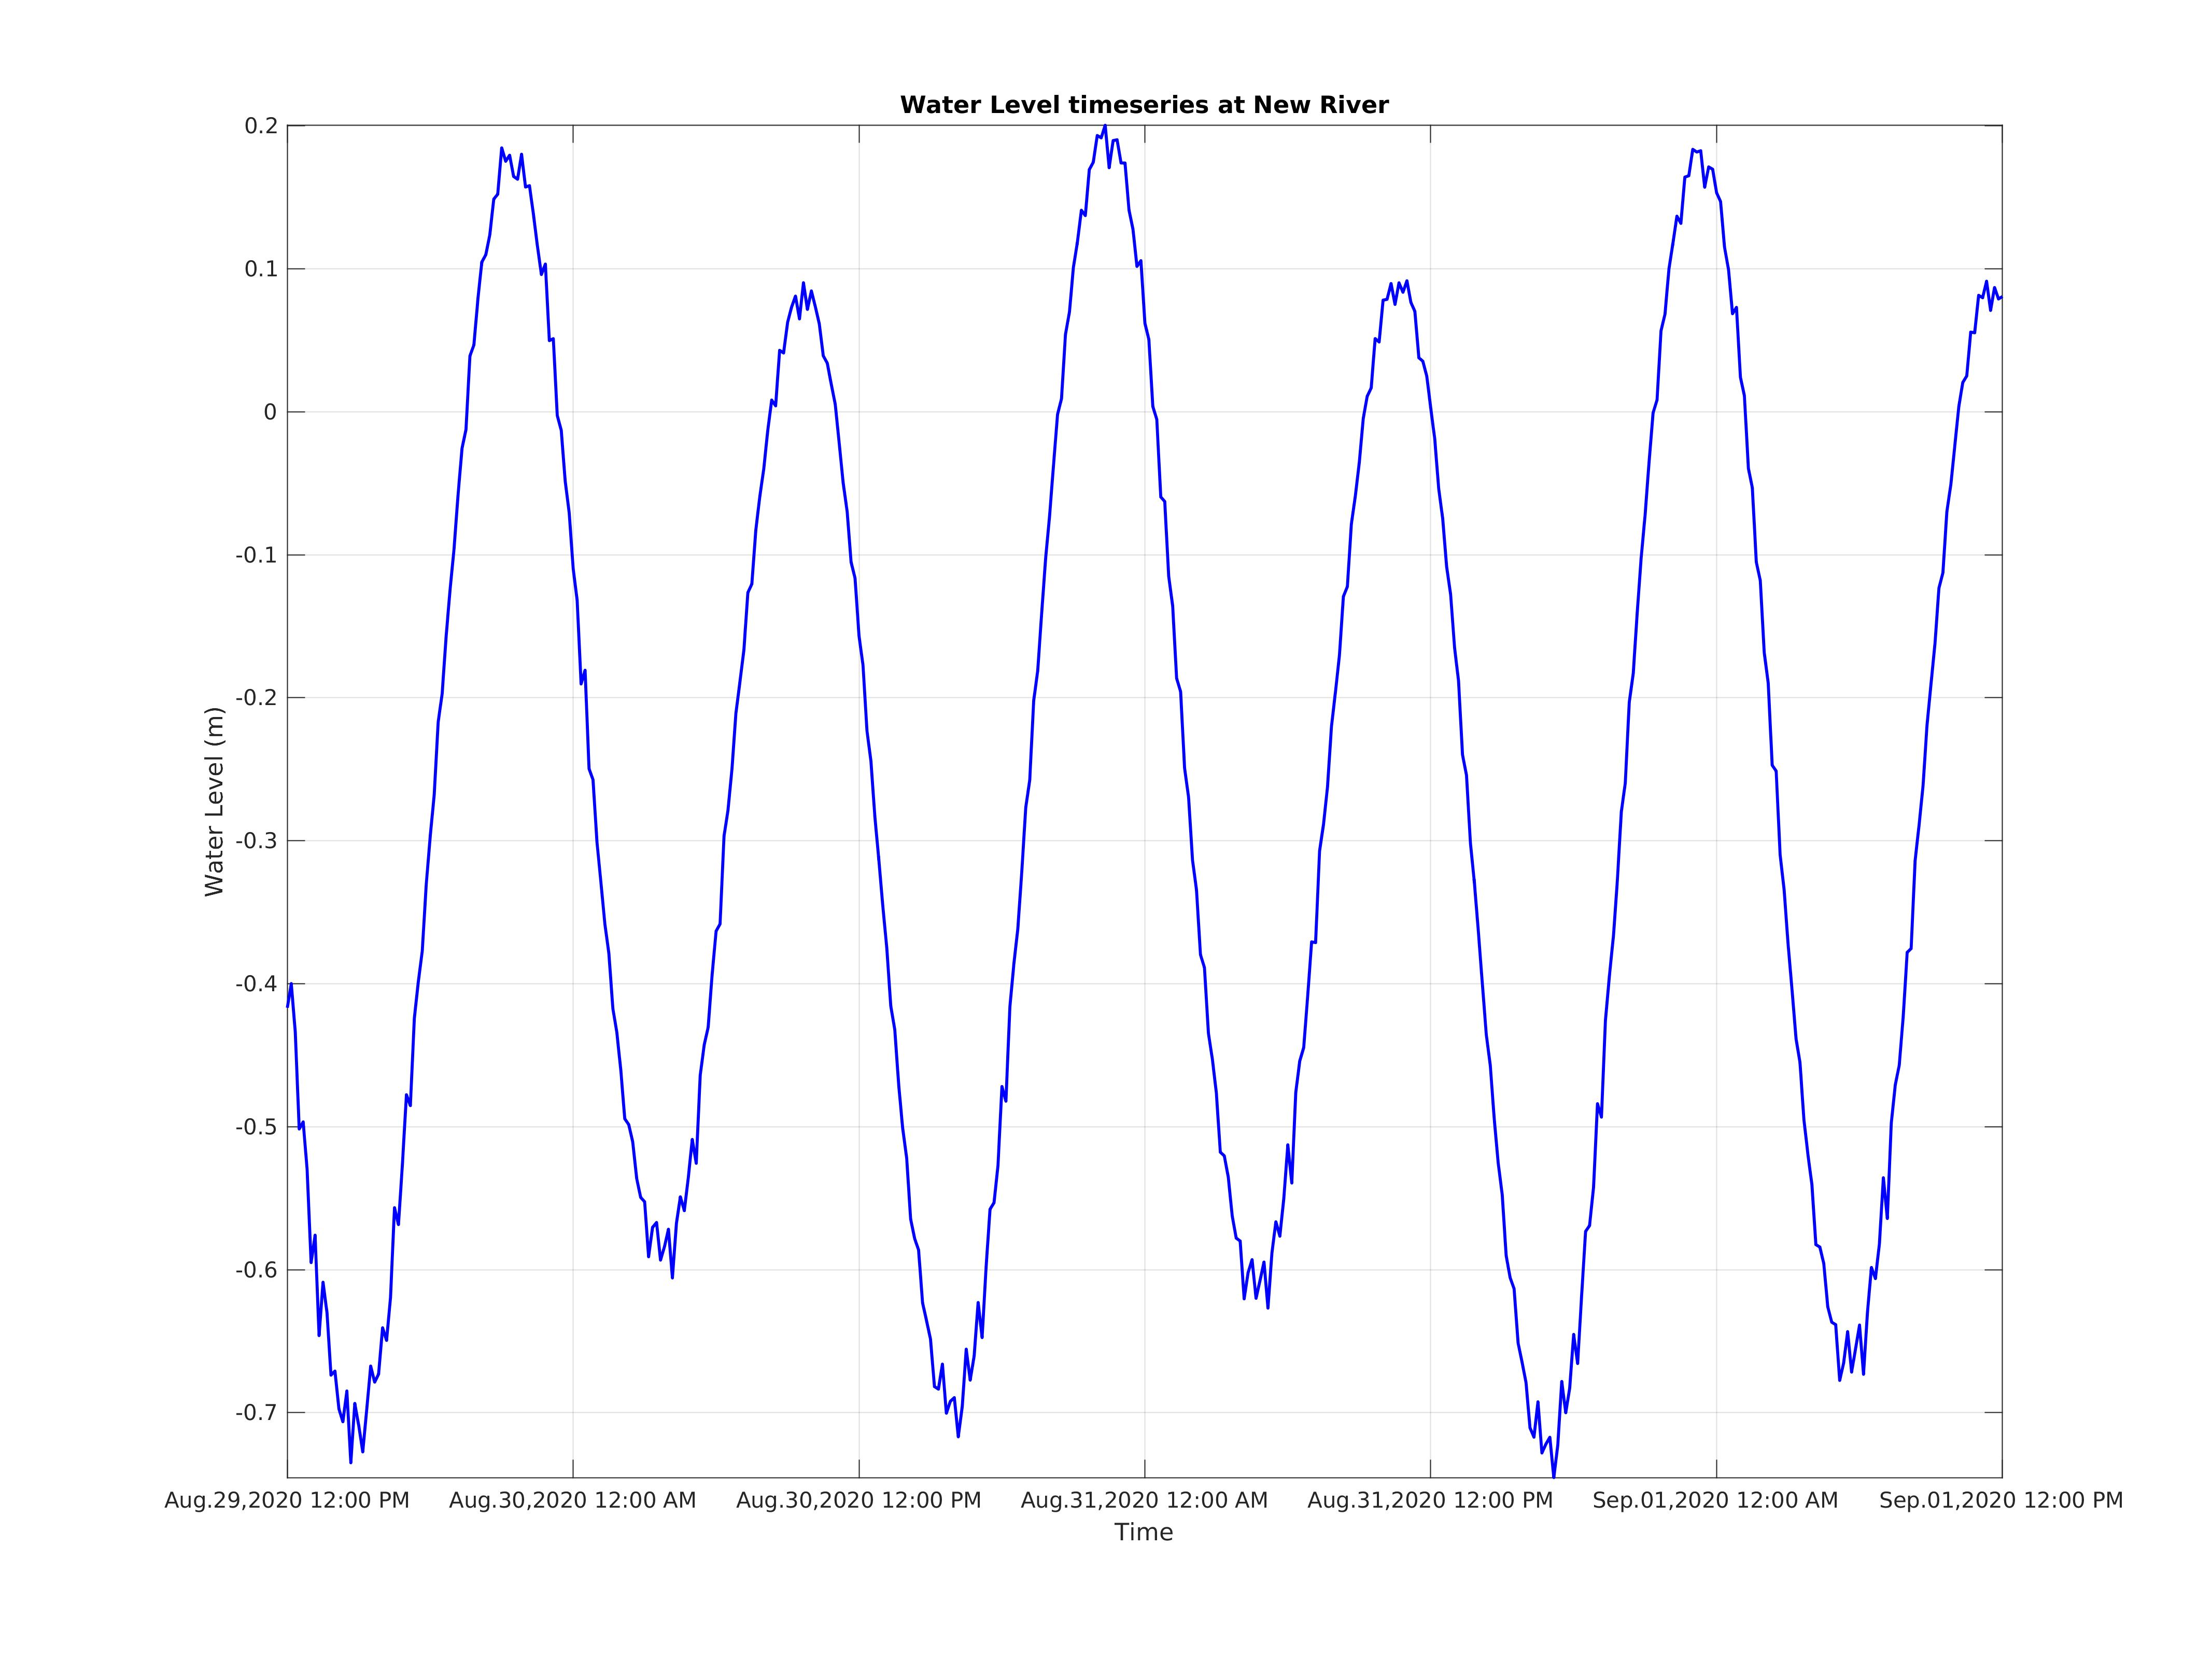 Water Level timeseries at New River
0.2
0.1
0
-0.1
-0.2
-0.3
-0.4
-0.5
-0.6
-0.7
Water Level (m)
Aug.29,2020 12:00 PM Aug.30,2020 12:00 AM Aug.30,2020 12:00 PM Aug.31,2020 12:00 AM Aug.31,2020 12:00 PM Sep.01,2020 12:00 AM Sep.01,2020 12:00 PM
Time